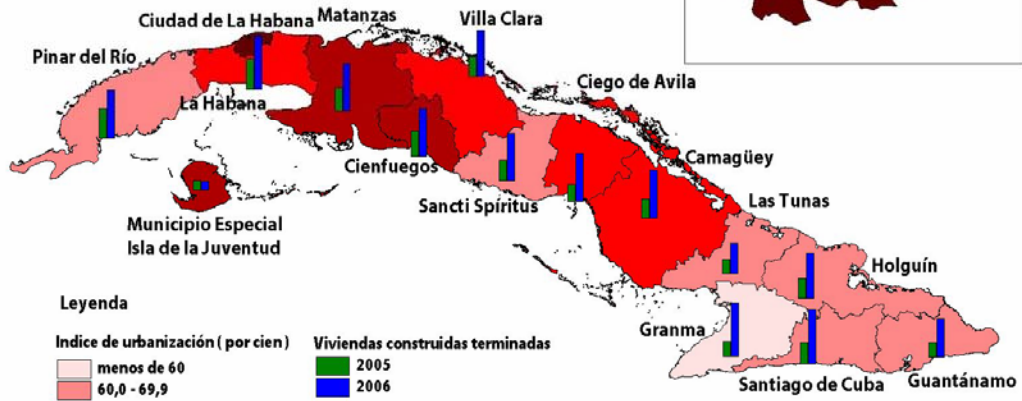 Ciudad de La Habana
Matanzas
Villa Clara
Pinar del Río
La Habana
Ciego de Avila
Cienfuegos
Camagüey
Sancti Spíritus
Las Tunas
Municipio Especial
Isla de la Juventud
Holguín
Granma
Santiago de Cuba
Guantánamo
Leyenda
Indice de urbanización ( por cien )
menos de 60
60,0 - 69,9
Viviendas construidas terminadas
2005
2006